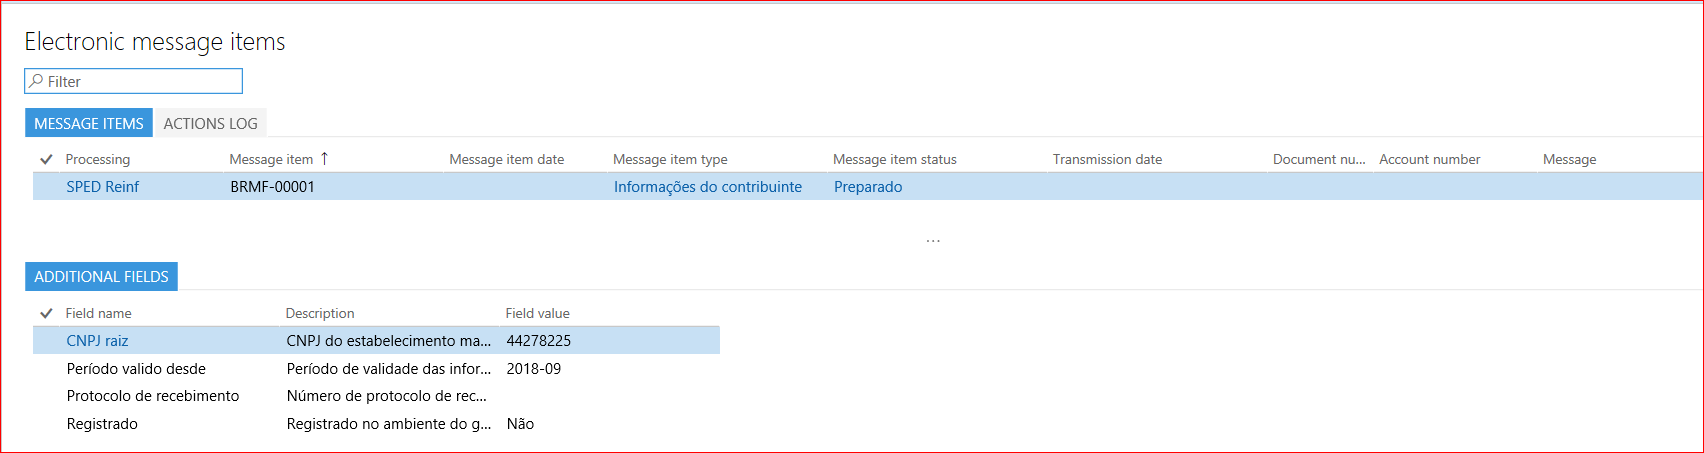 Electronic message items
Filter
MESSAGE ITEMS ACTIONS LOG
Processing Message item ↑ Message item date Message item type Message item status Transmission date Document nu... Account number Message
SPED Reinf BRMF-00001 Informações do contribuinte Preparado
...
ADDITIONAL FIELDS
Field name Description Field value
CNPJ raiz CNPJ do estabelecimento ma... 44278225
Período valido desde Período de validade das infor... 2018-09
Protocolo de recebimento Número de protocolo de rec...
Registrado Registrado no ambiente do g... Não